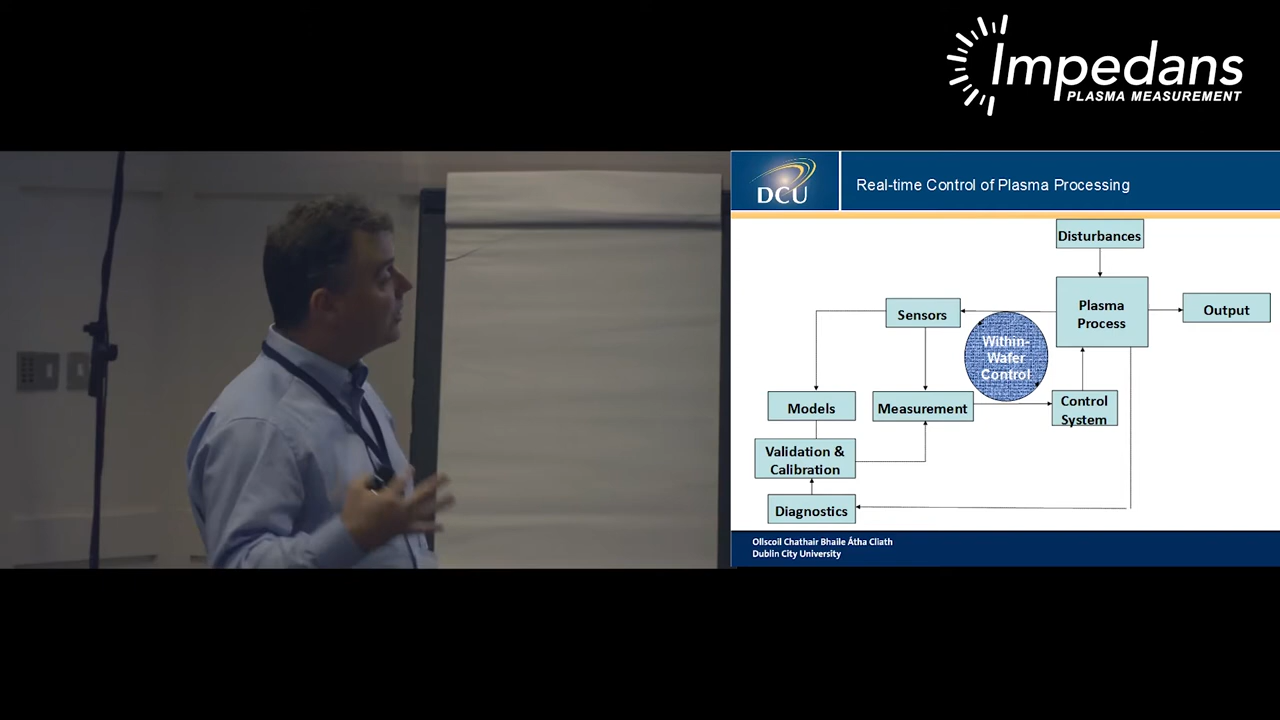 Impedans
PLASMA MEASUREMENT
DCU
Real-time Control of Plasma Processing
Disturbances
Plasma
Process
Output
Sensors
Within-
Wafer
Control
Models
Measurement
Control
System
Validation &
Calibration
Diagnostics
Ollscoil Chathair Bhaile Átha Cliath
Dublin City University